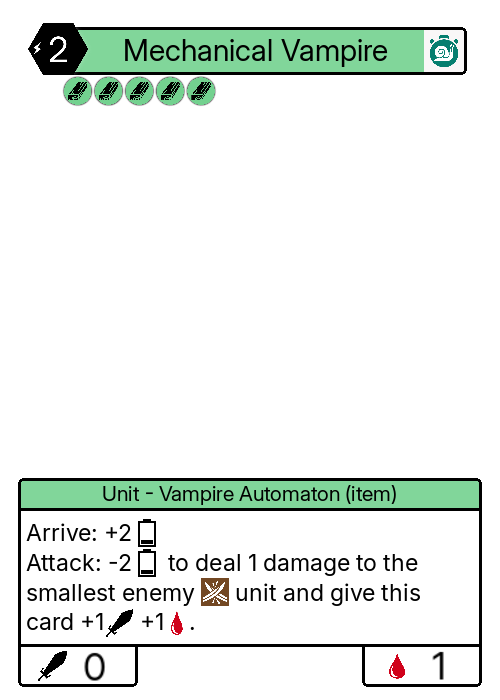 2 Mechanical Vampire
Unit - Vampire Automaton (item)
Arrive: +2
Attack: -2 to deal 1 damage to the
smallest enemy unit and give this
card +1 +1 .
0 1